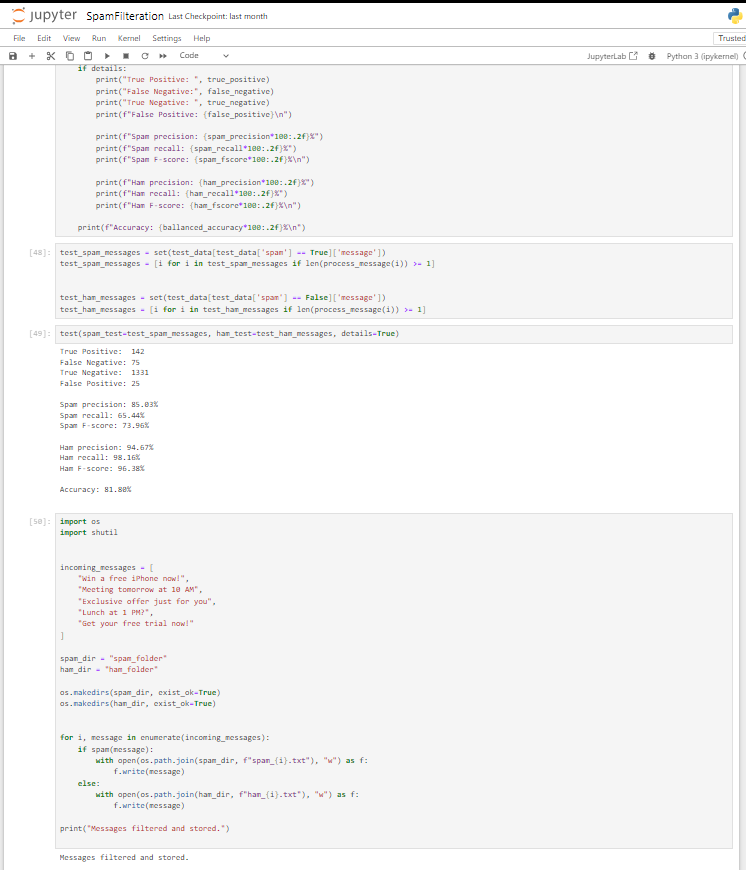 jupyter SpamFilteration Last Checkpoint: last month
File Edit View Run Kernel Settings Help Trusted
Code JupyterLab Python 3 (ipykernel)
if details:
print("True Positive: ", true_positive)
print("False Negative:", false_negative)
print("True Negative: ", true_negative)
print(f"False Positive: {false_positive}\n")
print(f"Spam precision: {spam_precision*100:.2f}%")
print(f"Spam recall: {spam_recall*100:.2f}%")
print(f"Spam F-score: {spam_fscore*100:.2f}%\n")
print(f"Ham precision: {ham_precision*100:.2f}%")
print(f"Ham recall: {ham_recall*100:.2f}%")
print(f"Ham F-score: {ham_fscore*100:.2f}%\n")
print(f"Accuracy: {ballanced_accuracy*100:.2f}%\n")
[48]: test_spam_messages = set(test_data[test_data['spam'] == True]['message'])
test_spam_messages = [i for i in test_spam_messages if len(process_message(i)) >= 1]
test_ham_messages = set(test_data[test_data['spam'] == False]['message'])
test_ham_messages = [i for i in test_ham_messages if len(process_message(i)) >= 1]
[49]: test(spam_test=test_spam_messages, ham_test=test_ham_messages, details=True)
True Positive:  142
False Negative: 75
True Negative:  1331
False Positive: 25
Spam precision: 85.03%
Spam recall: 65.44%
Spam F-score: 73.96%
Ham precision: 94.67%
Ham recall: 98.16%
Ham F-score: 96.38%
Accuracy: 81.80%
[50]: import os
import shutil
incoming_messages = [
"Win a free iPhone now!",
"Meeting tomorrow at 10 AM",
"Exclusive offer just for you",
"Lunch at 1 PM?",
"Get your free trial now!"
]
spam_dir = "spam_folder"
ham_dir = "ham_folder"
os.makedirs(spam_dir, exist_ok=True)
os.makedirs(ham_dir, exist_ok=True)
for i, message in enumerate(incoming_messages):
if spam(message):
with open(os.path.join(spam_dir, f"spam_{i}.txt"), "w") as f:
f.write(message)
else:
with open(os.path.join(ham_dir, f"ham_{i}.txt"), "w") as f:
f.write(message)
print("Messages filtered and stored.")
Messages filtered and stored.